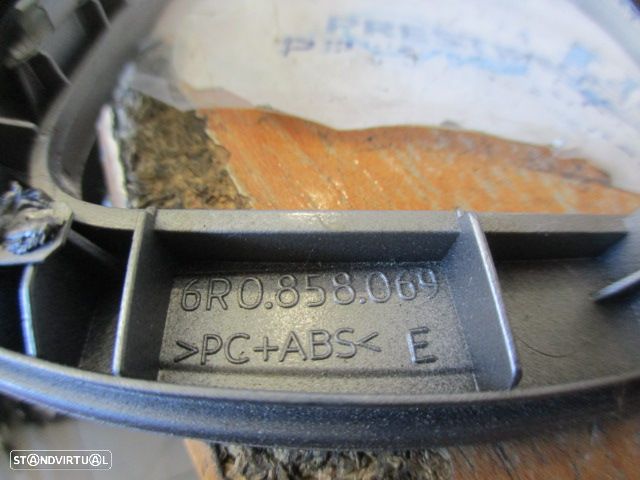 6R0.858.069
>PC+ABS< E
STANDVIRTUAL